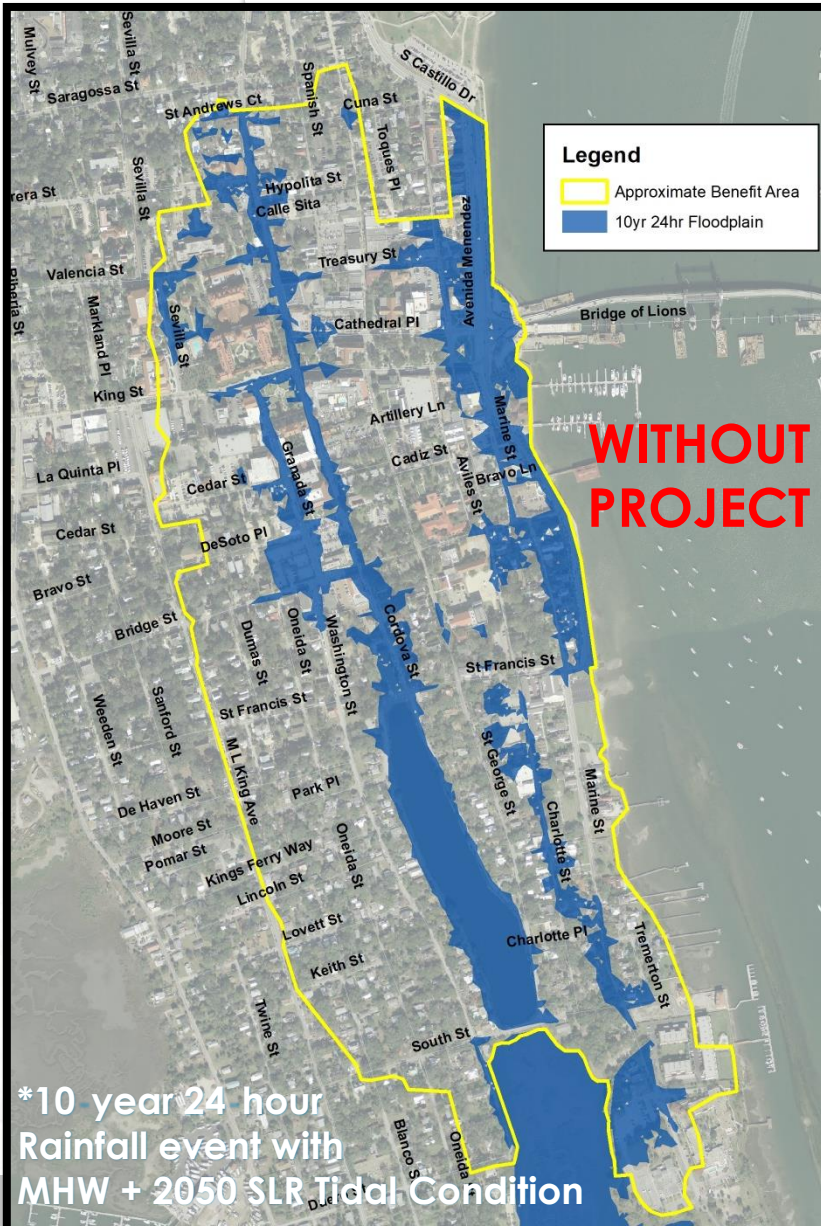 Mulvey St
Sevilla St
Saragossa St
St Andrews Ct
Spanish St
Cuna St
S Castillo Dr
Toques Pl
Sevilla St
rera St
Hypolita St
Calle Sita
Legend
Approximate Benefit Area
10yr 24hr Floodplain
Avenida Menendez
Treasury St
Valencia St
Riberia St
Markland Pl
Sevilla St
Cathedral Pl
Bridge of Lions
King St
Artillery Ln
Marine St
WITHOUT
PROJECT
Granada St
Cadiz St
Aviles St
Bravo Ln
La Quinta Pl
Cedar St
Cedar St
DeSoto Pl
Bravo St
Bridge St
Dumas St
Oneida St
Washington St
Cordova St
St Francis St
Weeden St
Sanford St
St Francis St
M L King Ave
St George St
Marine St
De Haven St
Park Pl
Moore St
Pomar St
Kings Ferry Way
Oneida St
Charlotte St
Lincoln St
Lovett St
Charlotte Pl
Tremerton St
Keith St
Twine St
South St
*10-year 24-hour
Rainfall event with
MHW + 2050 SLR Tidal Condition
Blanco S
Oneida